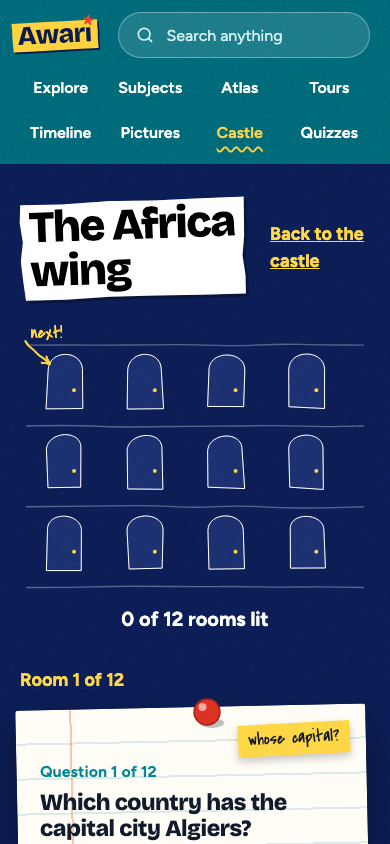 Awari
Search anything
Explore Subjects Atlas Tours
Timeline Pictures Castle Quizzes
The Africa
wing
Back to the
castle
next!
0 of 12 rooms lit
Room 1 of 12
whose capital?
Question 1 of 12
Which country has the
capital city Algiers?